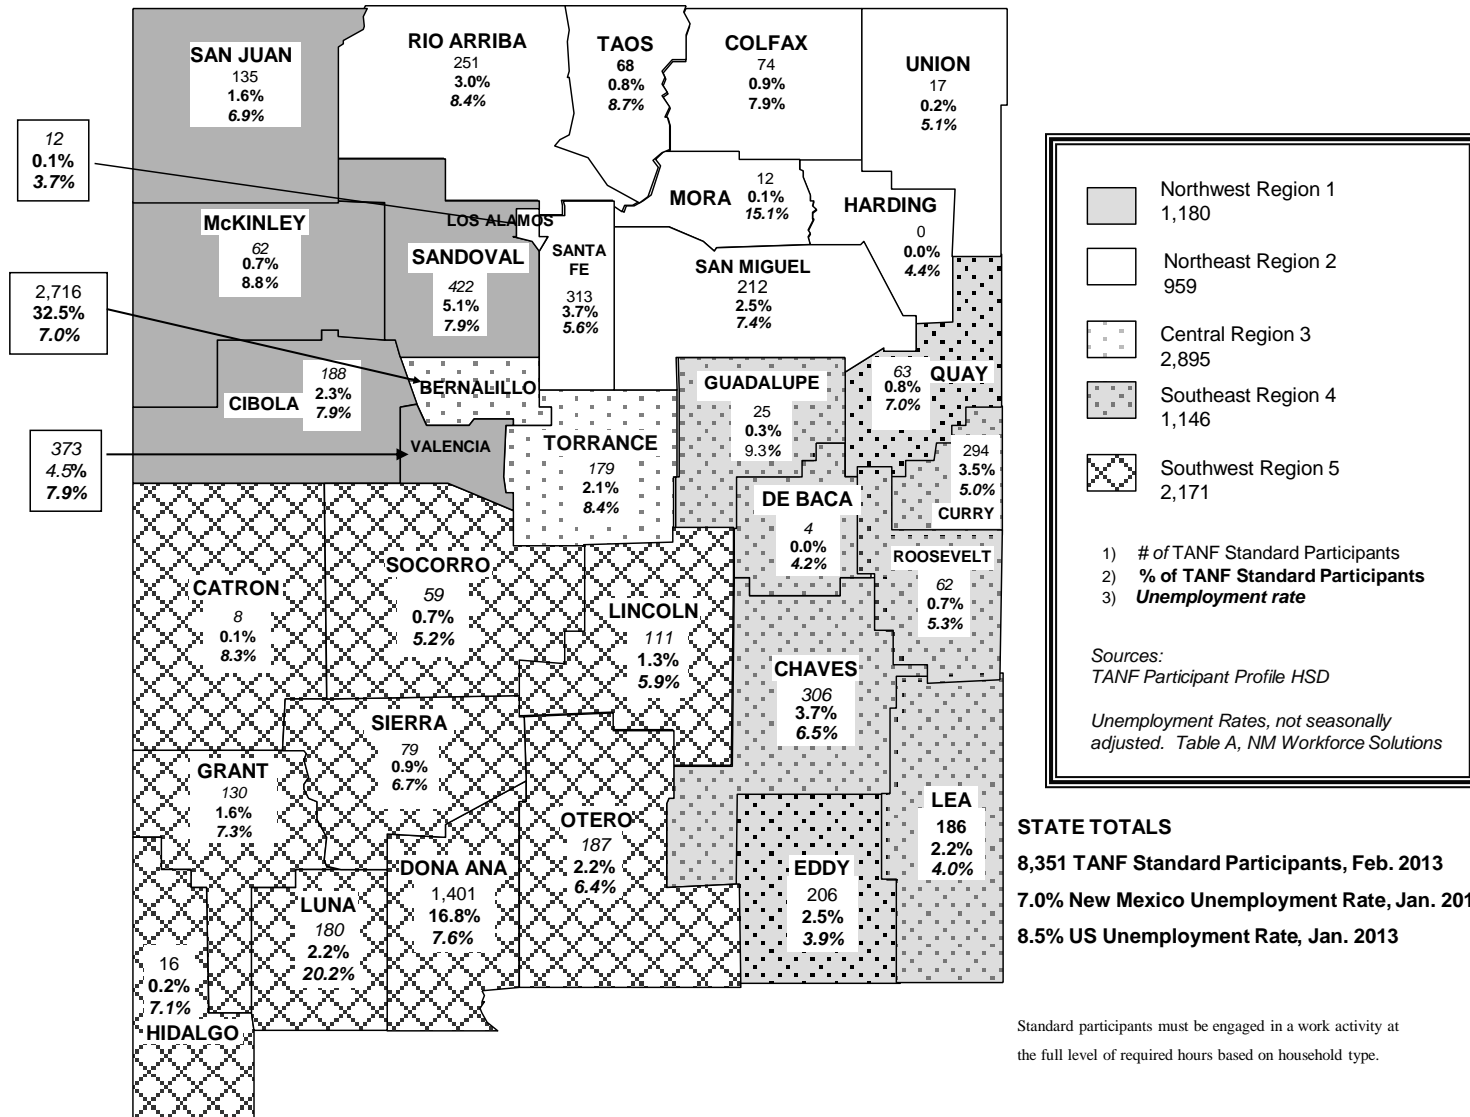 SAN JUAN
135
1.6%
6.9%
RIO ARRIBA
251
3.0%
8.4%
TAOS
68
0.8%
8.7%
COLFAX
74
0.9%
7.9%
UNION
17
0.2%
5.1%
12
0.1%
3.7%
LOS ALAMOS
MORA
12
0.1%
15.1%
HARDING
0
0.0%
4.4%
McKINLEY
62
0.7%
8.8%
SANDOVAL
422
5.1%
7.9%
SANTA
FE
313
3.7%
5.6%
SAN MIGUEL
212
2.5%
7.4%
2,716
32.5%
7.0%
BERNALILLO
CIBOLA
188
2.3%
7.9%
GUADALUPE
25
0.3%
9.3%
QUAY
63
0.8%
7.0%
373
4.5%
7.9%
VALENCIA
TORRANCE
179
2.1%
8.4%
294
3.5%
5.0%
CURRY
DE BACA
4
0.0%
4.2%
ROOSEVELT
62
0.7%
5.3%
CATRON
8
0.1%
8.3%
SOCORRO
59
0.7%
5.2%
LINCOLN
111
1.3%
5.9%
CHAVES
306
3.7%
6.5%
SIERRA
79
0.9%
6.7%
GRANT
130
1.6%
7.3%
OTERO
187
2.2%
6.4%
LEA
186
2.2%
4.0%
DONA ANA
1,401
16.8%
7.6%
EDDY
206
2.5%
3.9%
LUNA
180
2.2%
20.2%
16
0.2%
7.1%
HIDALGO
Northwest Region 1
1,180
Northeast Region 2
959
Central Region 3
2,895
Southeast Region 4
1,146
Southwest Region 5
2,171
1) # of TANF Standard Participants
2) % of TANF Standard Participants
3) Unemployment rate
Sources:
TANF Participant Profile HSD
Unemployment Rates, not seasonally
adjusted. Table A, NM Workforce Solutions
STATE TOTALS
8,351 TANF Standard Participants, Feb. 2013
7.0% New Mexico Unemployment Rate, Jan. 201
8.5% US Unemployment Rate, Jan. 2013
Standard participants must be engaged in a work activity at
the full level of required hours based on household type.